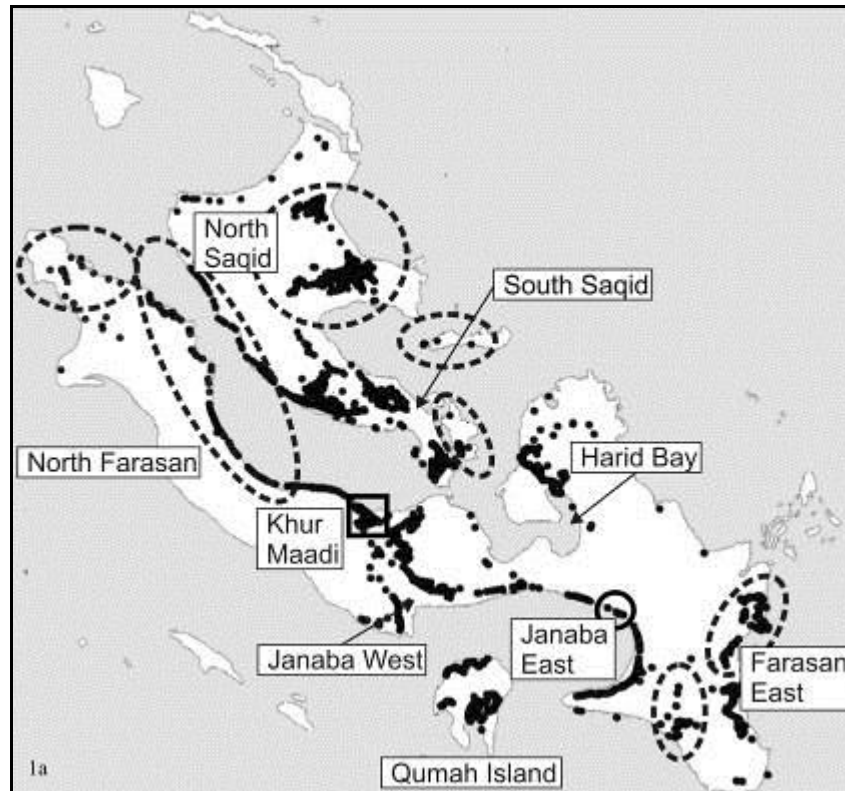 North
Saqid
South Saqid
North Farasan
Harid Bay
Khur
Maadi
Janaba West
Janaba
East
Farasan
East
Qumah Island
1a